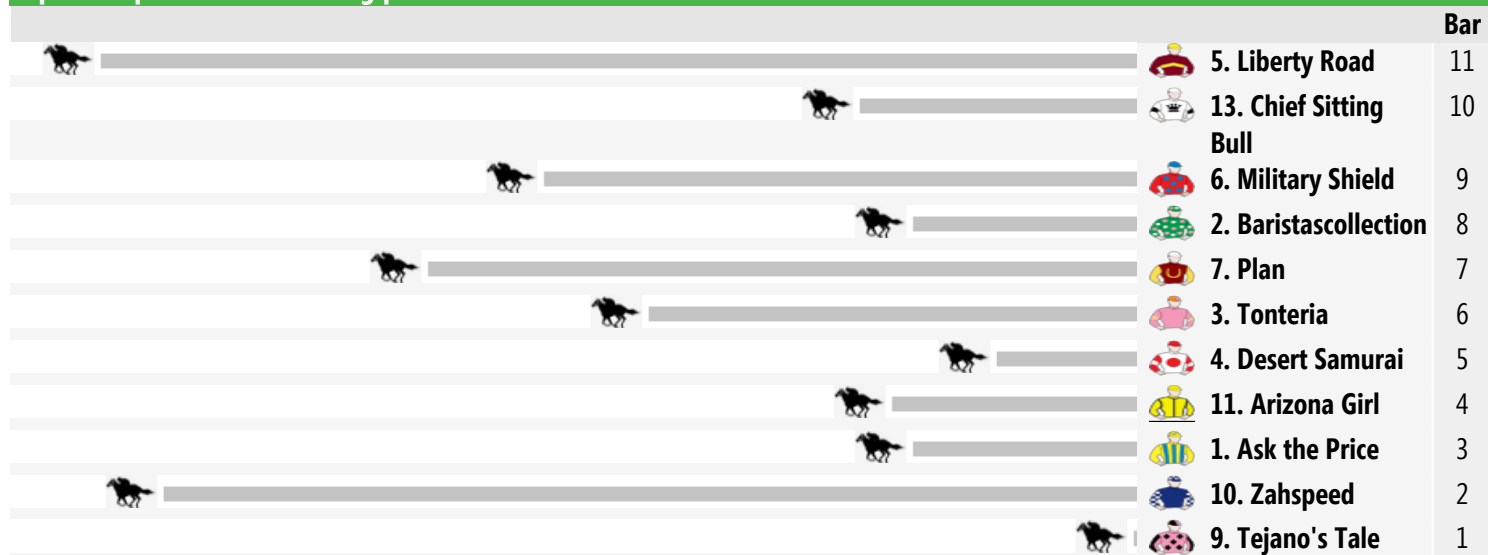 Bar
5. Liberty Road 11
13. Chief Sitting 10
Bull
6. Military Shield 9
2. Baristascollection 8
7. Plan 7
3. Tonteria 6
4. Desert Samurai 5
11. Arizona Girl 4
1. Ask the Price 3
10. Zahspeed 2
9. Tejano's Tale 1